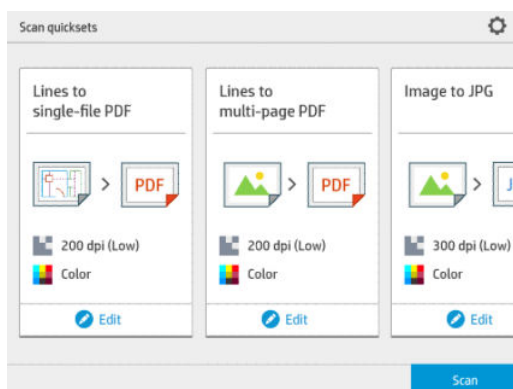 Scan quicksets
Lines to
single-file PDF
PDF
200 dpi (Low)
Color
Edit
Lines to
multi-page PDF
PDF
200 dpi (Low)
Color
Edit
Image to JPG
J
300 dpi (Low)
Color
Edit
Scan